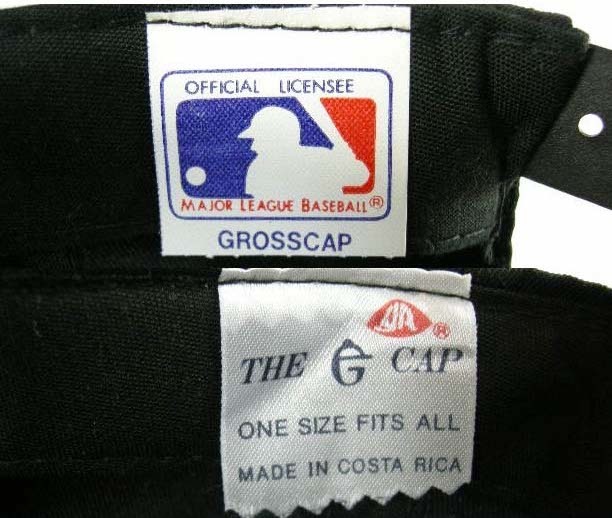 OFFICIAL LICENSEE
MAJOR LEAGUE BASEBALL®
GROSSCAP
®
THE G CAP
ONE SIZE FITS ALL
MADE IN COSTA RICA